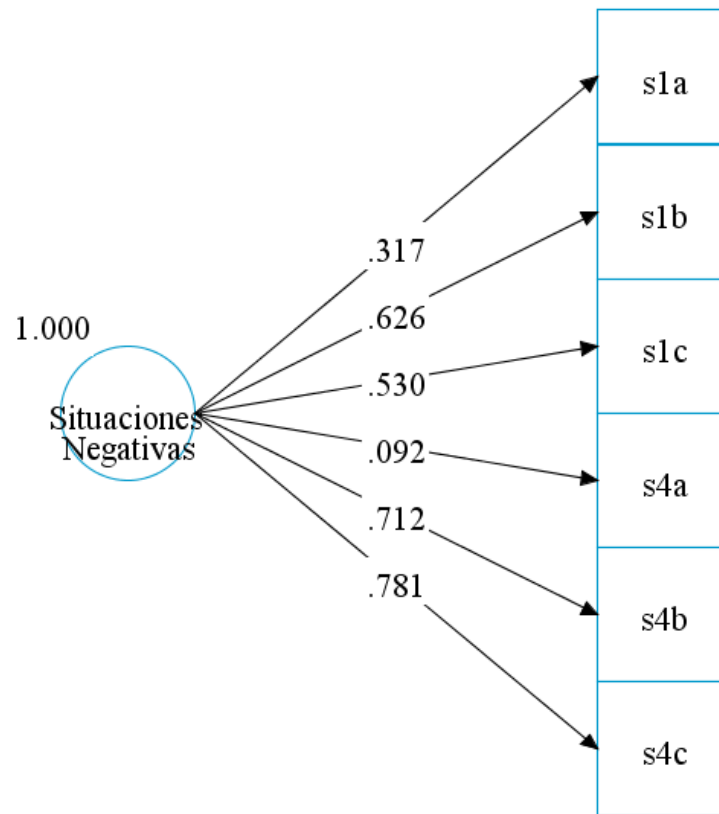 s1a
s1b
.317
.626
1.000
s1c
.530
Situaciones
Negativas
.092
s4a
.712
.781
s4b
s4c